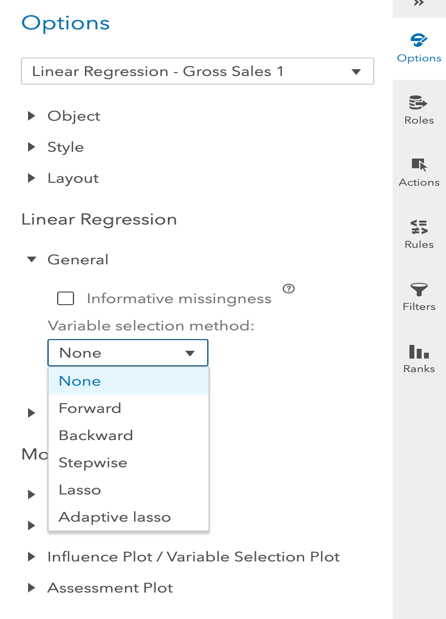 Options
Linear Regression - Gross Sales 1
Object
Style
Layout
Linear Regression
General
Informative missingness
Variable selection method:
None
None
Forward
Backward
Stepwise
Lasso
Adaptive lasso
Mo
Influence Plot / Variable Selection Plot
Assessment Plot
Options
Roles
Actions
Rules
Filters
Ranks